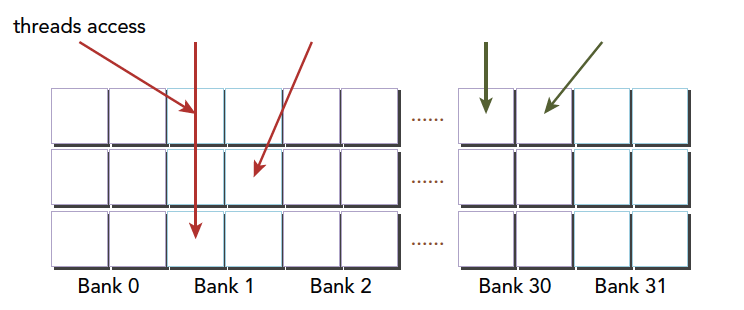 threads access
......
......
......
Bank 0 Bank 1 Bank 2 Bank 30 Bank 31